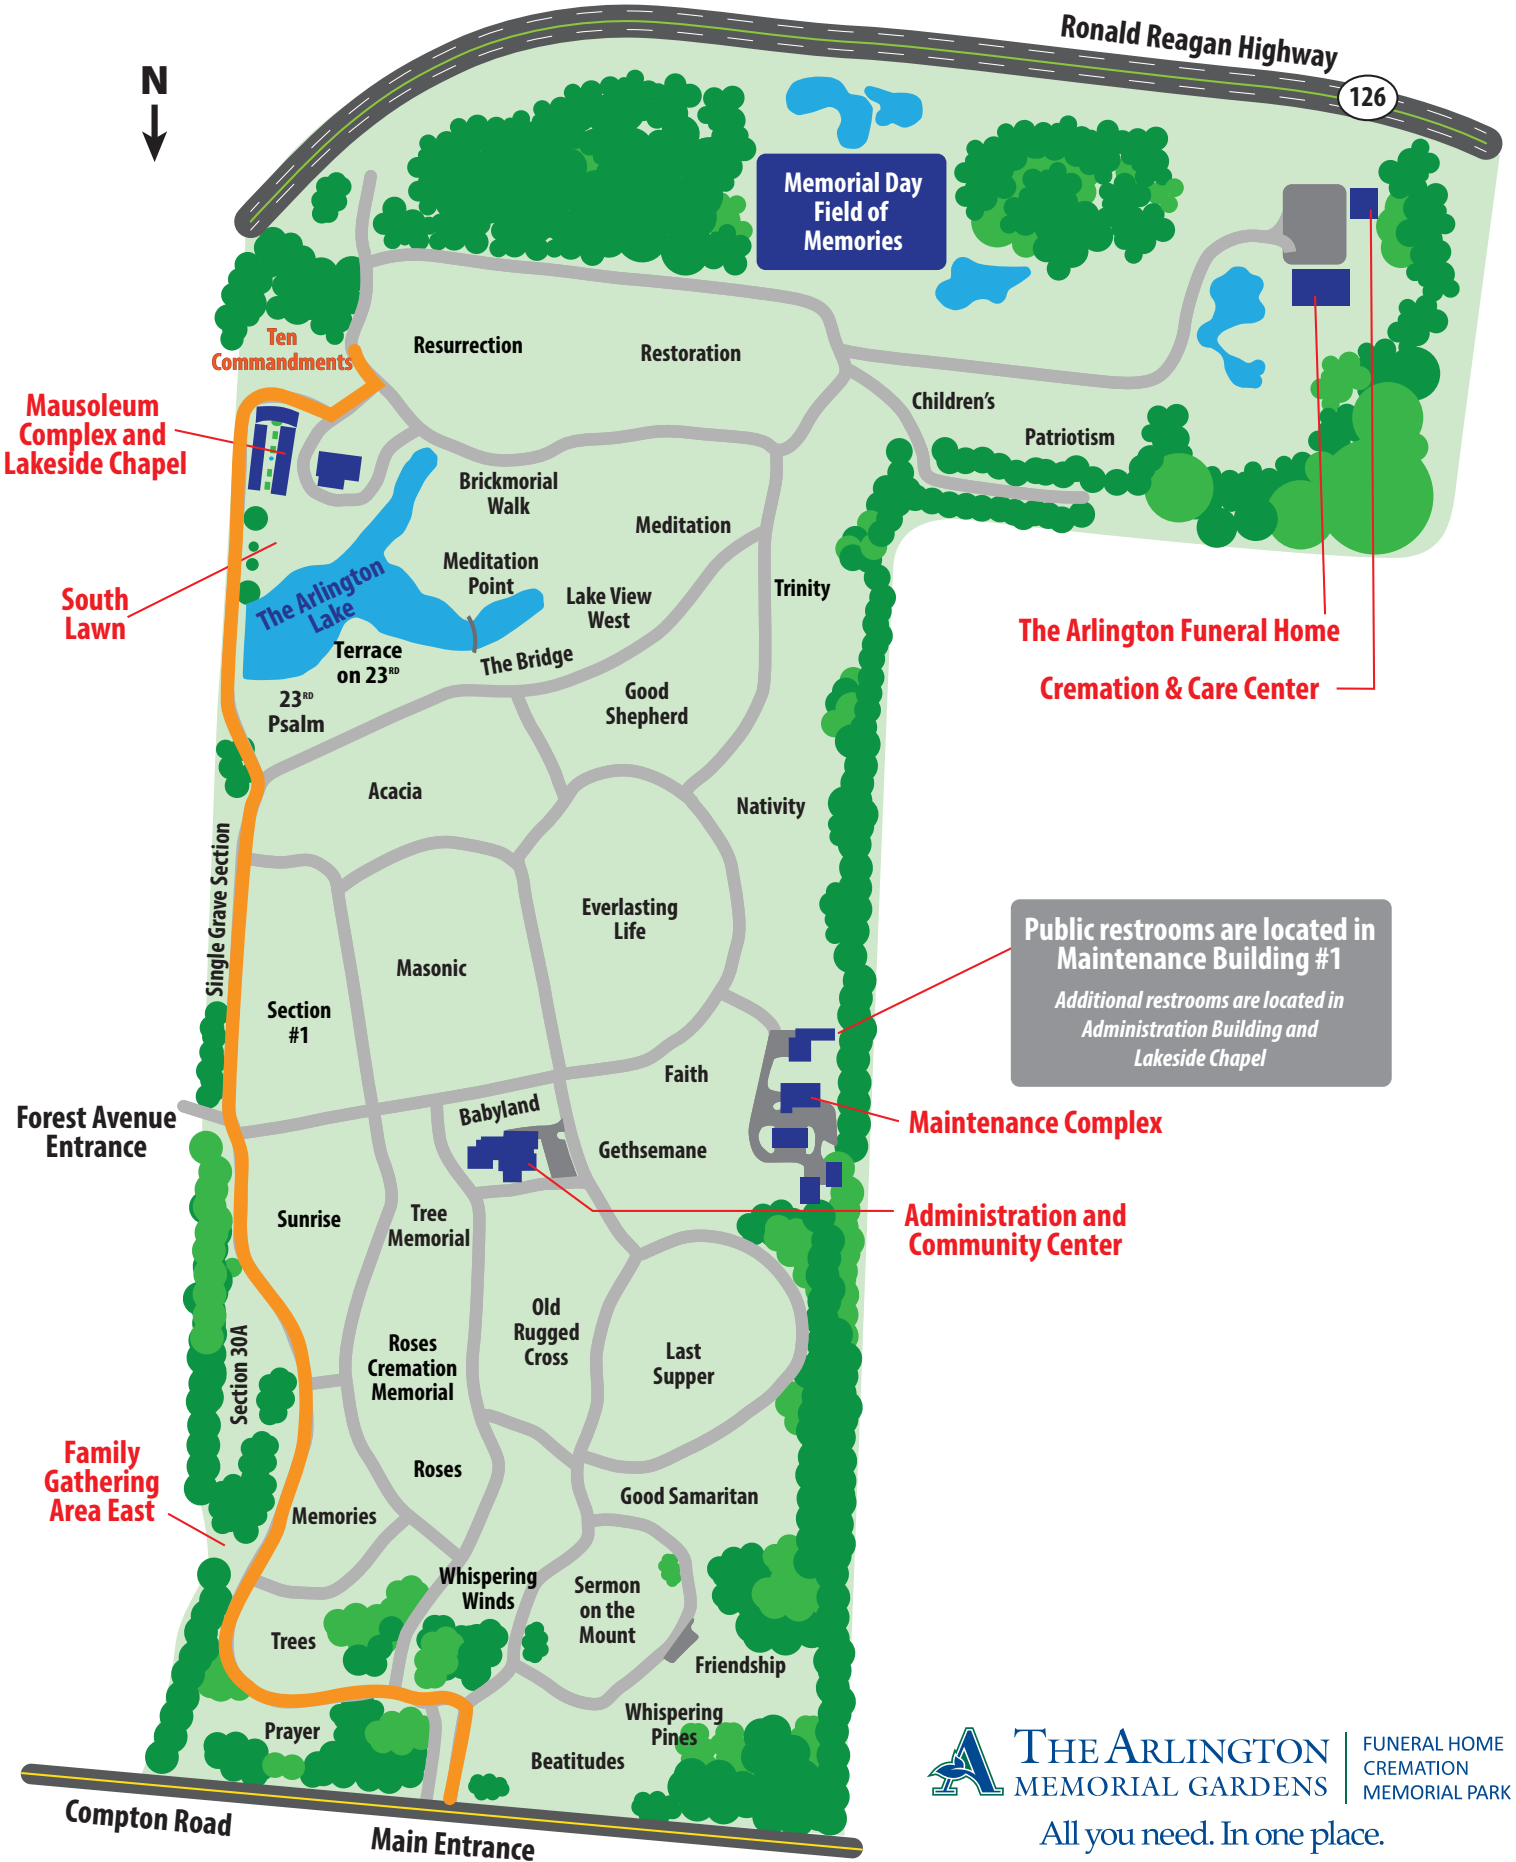 Ronald Reagan Highway
126
N
Memorial Day
Field of
Memories
Ten
Commandments
Resurrection
Restoration
Children's
Patriotism
Mausoleum
Complex and
Lakeside Chapel
Brickmorial
Walk
Meditation
Meditation
Point
Lake View
West
Trinity
South
Lawn
The Arlington
Lake
Terrace
on 23RD
The Bridge
23RD
Psalm
Good
Shepherd
The Arlington Funeral Home
Cremation & Care Center
Acacia
Nativity
Single Grave Section
Everlasting
Life
Masonic
Section
#1
Public restrooms are located in
Maintenance Building #1
Additional restrooms are located in
Administration Building and
Lakeside Chapel
Faith
Babyland
Forest Avenue
Entrance
Gethsemane
Maintenance Complex
Sunrise
Tree
Memorial
Administration and
Community Center
Old
Rugged
Cross
Section 30A
Roses
Cremation
Memorial
Last
Supper
Family
Gathering
Area East
Roses
Memories
Good Samaritan
Whispering
Winds
Sermon
on the
Mount
Trees
Friendship
Prayer
Whispering
Pines
Beatitudes
Compton Road
Main Entrance
A
THE ARLINGTON
MEMORIAL GARDENS
FUNERAL HOME
CREMATION
MEMORIAL PARK
All you need. In one place.